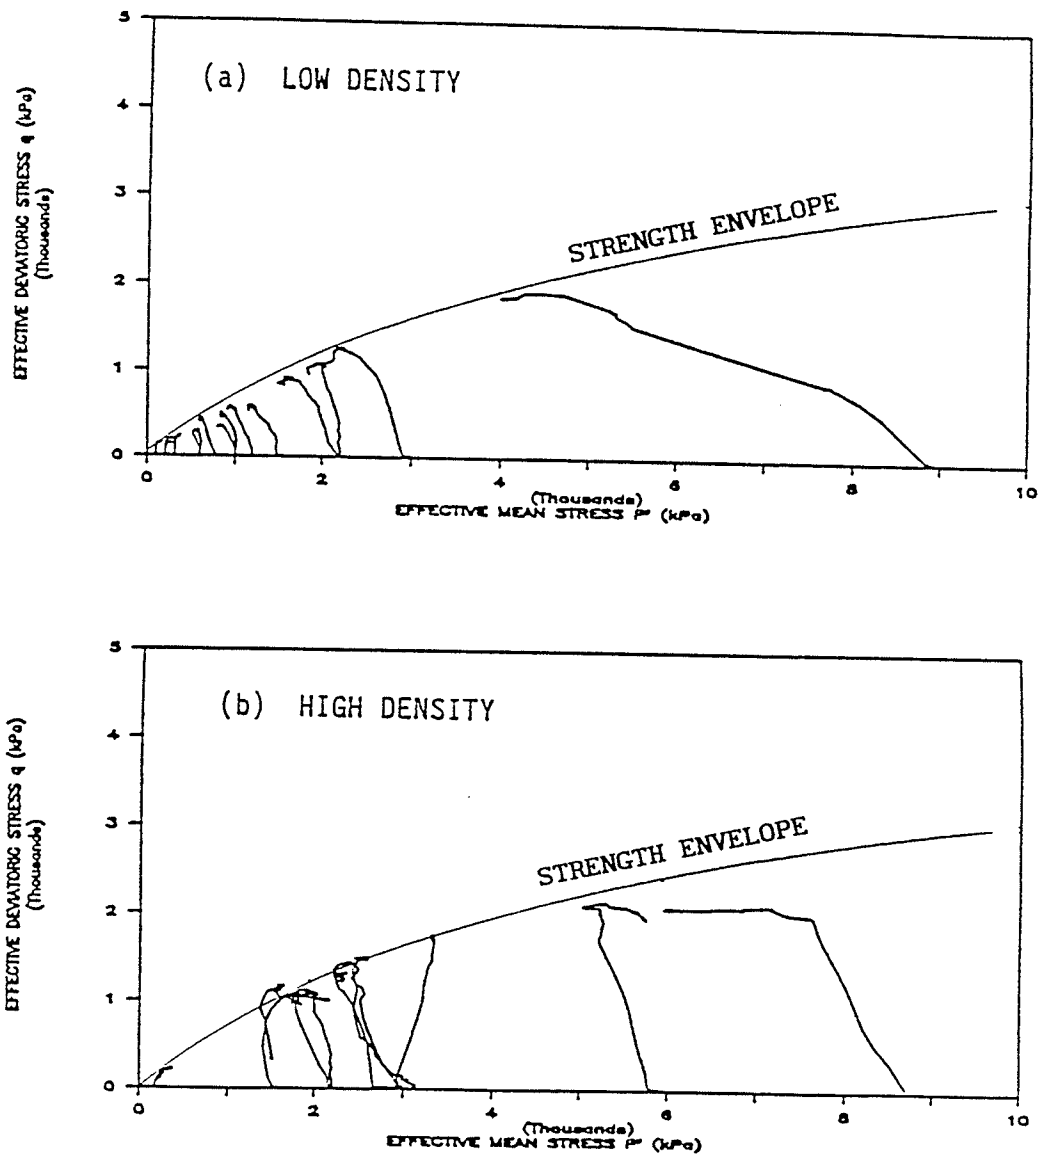 (a) LOW DENSITY
EFFECTIVE DEVIATORIC STRESS q (kPa)
(Thousands)
5
4
3
2
1
0
STRENGTH ENVELOPE
0 2 4 6 8 10
(Thousands)
EFFECTIVE MEAN STRESS P' (kPa)
(b) HIGH DENSITY
EFFECTIVE DEVIATORIC STRESS q (kPa)
(Thousands)
5
4
3
2
1
0
STRENGTH ENVELOPE
0 2 4 6 8 10
(Thousands)
EFFECTIVE MEAN STRESS P' (kPa)